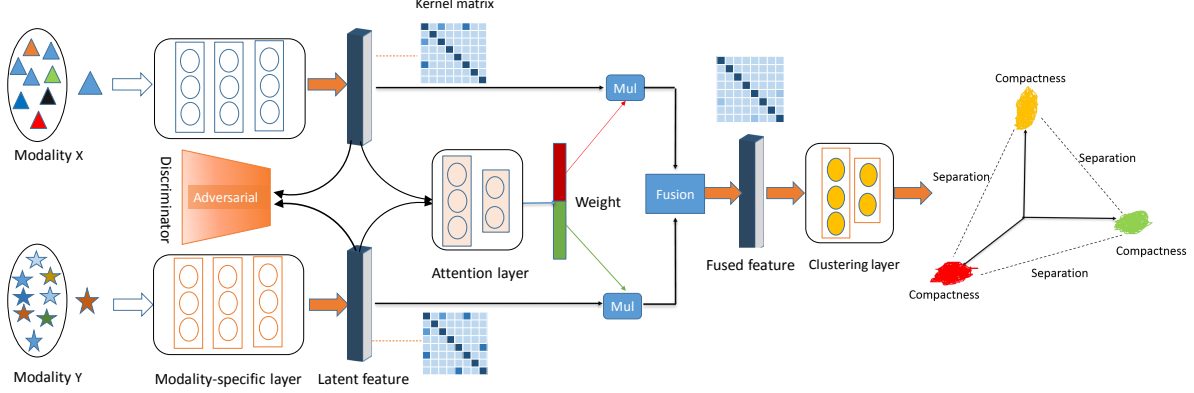 Kernel matrix
Modality X
Mul
Compactness
Discriminator
Adversarial
Attention layer
Weight
Fusion
Fused feature
Clustering layer
Separation
Separation
Separation
Compactness
Compactness
Mul
Modality Y
Modality-specific layer
Latent feature